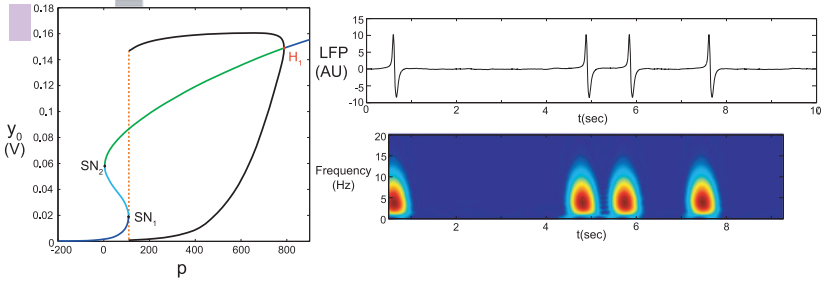 0.18
0.16
0.14
0.12
0.1
0.08
0.06
0.04
0.02
0
y0
(V)
SN2
SN1
H1
-200 0 200 400 600 800
p
LFP
(AU)
15
10
5
0
-5
-10
0 2 4 6 8 10
t(sec)
Frequency
(Hz)
20
15
10
5
0
2 4 6 8
t(sec)